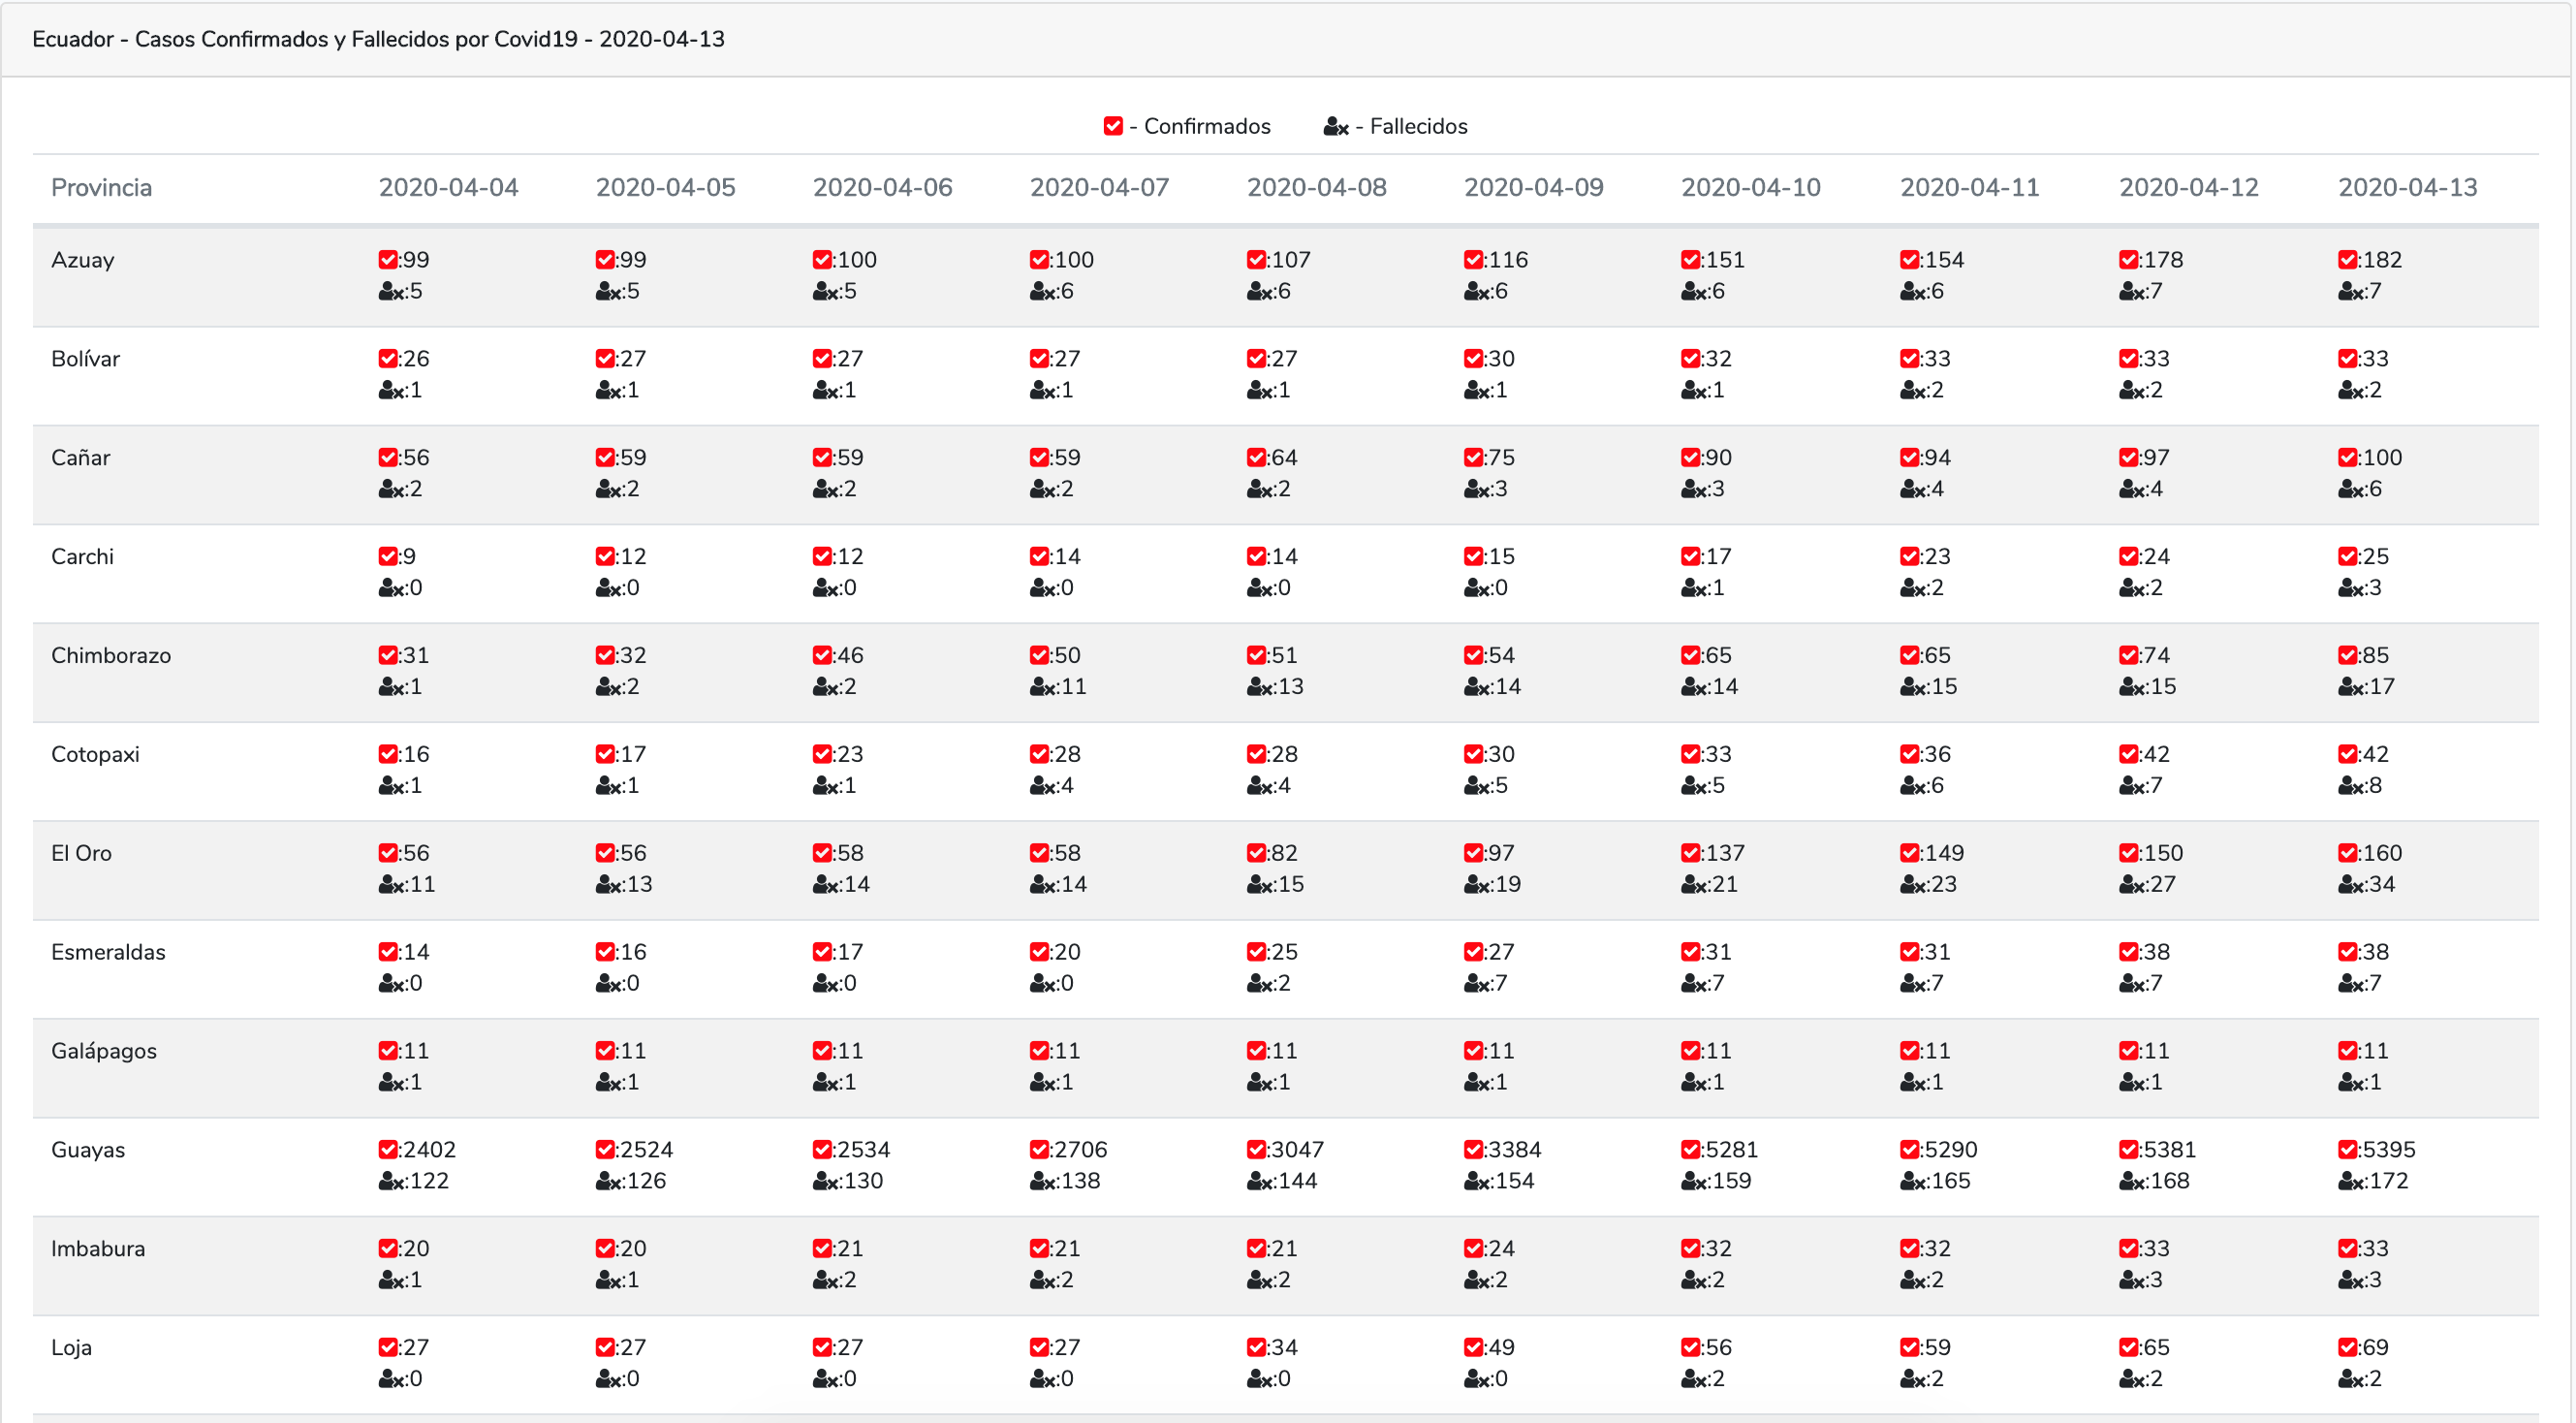 Ecuador - Casos Confirmados y Fallecidos por Covid19 - 2020-04-13
- Confirmados - Fallecidos
Provincia 2020-04-04 2020-04-05 2020-04-06 2020-04-07 2020-04-08 2020-04-09 2020-04-10 2020-04-11 2020-04-12 2020-04-13
Azuay :99 :99 :100 :100 :107 :116 :151 :154 :178 :182
:5 :5 :5 :6 :6 :6 :6 :6 :7 :7
Bolívar :26 :27 :27 :27 :27 :30 :32 :33 :33 :33
:1 :1 :1 :1 :1 :1 :1 :2 :2 :2
Cañar :56 :59 :59 :59 :64 :75 :90 :94 :97 :100
:2 :2 :2 :2 :2 :3 :3 :4 :4 :6
Carchi :9 :12 :12 :14 :14 :15 :17 :23 :24 :25
:0 :0 :0 :0 :0 :0 :1 :2 :2 :3
Chimborazo :31 :32 :46 :50 :51 :54 :65 :65 :74 :85
:1 :2 :2 :11 :13 :14 :14 :15 :15 :17
Cotopaxi :16 :17 :23 :28 :28 :30 :33 :36 :42 :42
:1 :1 :1 :4 :4 :5 :5 :6 :7 :8
El Oro :56 :56 :58 :58 :82 :97 :137 :149 :150 :160
:11 :13 :14 :14 :15 :19 :21 :23 :27 :34
Esmeraldas :14 :16 :17 :20 :25 :27 :31 :31 :38 :38
:0 :0 :0 :0 :2 :7 :7 :7 :7 :7
Galápagos :11 :11 :11 :11 :11 :11 :11 :11 :11 :11
:1 :1 :1 :1 :1 :1 :1 :1 :1 :1
Guayas :2402 :2524 :2534 :2706 :3047 :3384 :5281 :5290 :5381 :5395
:122 :126 :130 :138 :144 :154 :159 :165 :168 :172
Imbabura :20 :20 :21 :21 :21 :24 :32 :32 :33 :33
:1 :1 :2 :2 :2 :2 :2 :2 :3 :3
Loja :27 :27 :27 :27 :34 :49 :56 :59 :65 :69
:0 :0 :0 :0 :0 :0 :2 :2 :2 :2